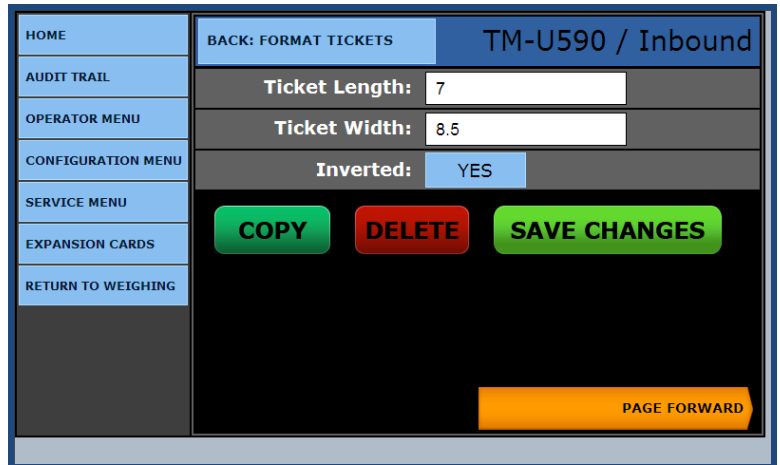 HOME
AUDIT TRAIL
OPERATOR MENU
CONFIGURATION MENU
SERVICE MENU
EXPANSION CARDS
RETURN TO WEIGHING
BACK: FORMAT TICKETS
TM-U590 / Inbound
Ticket Length: 7
Ticket Width: 8.5
Inverted: YES
COPY DELETE SAVE CHANGES
PAGE FORWARD